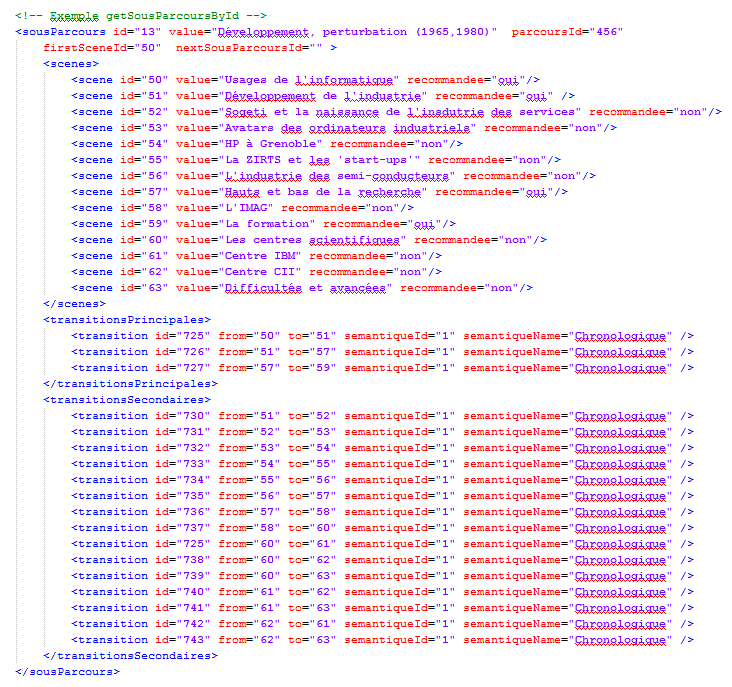 <!-- Exemple getSousParcoursById -->
<sousParcours id="13" value="Développement, perturbation (1965,1980)" parcoursId="456"
firstSceneId="50" nextSousParcoursId="" >
<scenes>
<scene id="50" value="Usages de l'informatique" recommandee="oui"/>
<scene id="51" value="Développement de l'industrie" recommandee="oui" />
<scene id="52" value="Sogeti et la naissance de l'insdutrie des services" recommandee="non"/>
<scene id="53" value="Avatars des ordinateurs industriels" recommandee="non"/>
<scene id="54" value="HP à Grenoble" recommandee="non"/>
<scene id="55" value="La ZIRTS et les 'start-ups'" recommandee="non"/>
<scene id="56" value="L'industrie des semi-conducteurs" recommandee="non"/>
<scene id="57" value="Hauts et bas de la recherche" recommandee="oui"/>
<scene id="58" value="L'IMAG" recommandee="non"/>
<scene id="59" value="La formation" recommandee="oui"/>
<scene id="60" value="Les centres scientifiques" recommandee="non"/>
<scene id="61" value="Centre IBM" recommandee="non"/>
<scene id="62" value="Centre CII" recommandee="non"/>
<scene id="63" value="Difficultés et avancées" recommandee="non"/>
</scenes>
<transitionsPrincipales>
<transition id="725" from="50" to="51" semantiqueId="1" semantiqueName="Chronologique" />
<transition id="726" from="51" to="57" semantiqueId="1" semantiqueName="Chronologique" />
<transition id="727" from="57" to="59" semantiqueId="1" semantiqueName="Chronologique" />
</transitionsPrincipales>
<transitionsSecondaires>
<transition id="730" from="51" to="52" semantiqueId="1" semantiqueName="Chronologique" />
<transition id="731" from="52" to="53" semantiqueId="1" semantiqueName="Chronologique" />
<transition id="732" from="53" to="54" semantiqueId="1" semantiqueName="Chronologique" />
<transition id="733" from="54" to="55" semantiqueId="1" semantiqueName="Chronologique" />
<transition id="734" from="55" to="56" semantiqueId="1" semantiqueName="Chronologique" />
<transition id="735" from="56" to="57" semantiqueId="1" semantiqueName="Chronologique" />
<transition id="736" from="57" to="58" semantiqueId="1" semantiqueName="Chronologique" />
<transition id="737" from="58" to="60" semantiqueId="1" semantiqueName="Chronologique" />
<transition id="725" from="60" to="61" semantiqueId="1" semantiqueName="Chronologique" />
<transition id="738" from="60" to="62" semantiqueId="1" semantiqueName="Chronologique" />
<transition id="739" from="60" to="63" semantiqueId="1" semantiqueName="Chronologique" />
<transition id="740" from="61" to="62" semantiqueId="1" semantiqueName="Chronologique" />
<transition id="741" from="61" to="63" semantiqueId="1" semantiqueName="Chronologique" />
<transition id="742" from="62" to="61" semantiqueId="1" semantiqueName="Chronologique" />
<transition id="743" from="62" to="63" semantiqueId="1" semantiqueName="Chronologique" />
</transitionsSecondaires>
</sousParcours>